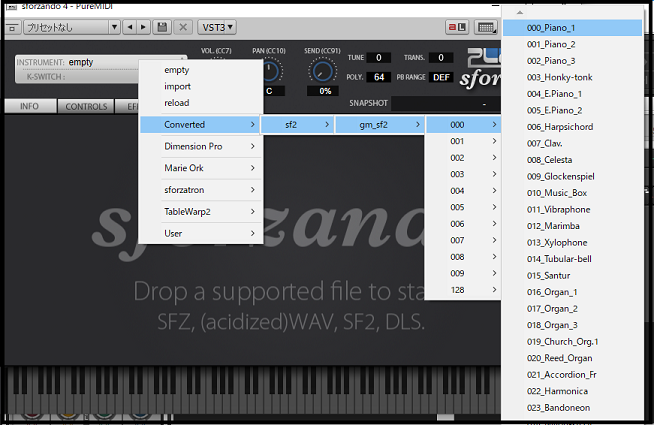 sforzando 4 - PureMIDI
プリセットなし
VST3
INSTRUMENT: empty
K-SWITCH :
VOL. (CC7)
PAN (CC10)
SEND (CC91)
C
0%
TUNE 0
TRANS. 0
POLY. 64
PB RANGE DEF
SNAPSHOT
-
INFO
CONTROLS
empty
import
reload
Converted
Dimension Pro
Marie Ork
sforzatron
TableWarp2
User
sf2
gm_sf2
000
001
002
003
004
005
006
007
008
009
128
000_Piano_1
001_Piano_2
002_Piano_3
003_Honky-tonk
004_E.Piano_1
005_E.Piano_2
006_Harpsichord
007_Clav.
008_Celesta
009_Glockenspiel
010_Music_Box
011_Vibraphone
012_Marimba
013_Xylophone
014_Tubular-bell
015_Santur
016_Organ_1
017_Organ_2
018_Organ_3
019_Church_Org.1
020_Reed_Organ
021_Accordion_Fr
022_Harmonica
023_Bandoneon
Drop a supported file to
SFZ, (acidized)WAV, SF2, DLS.